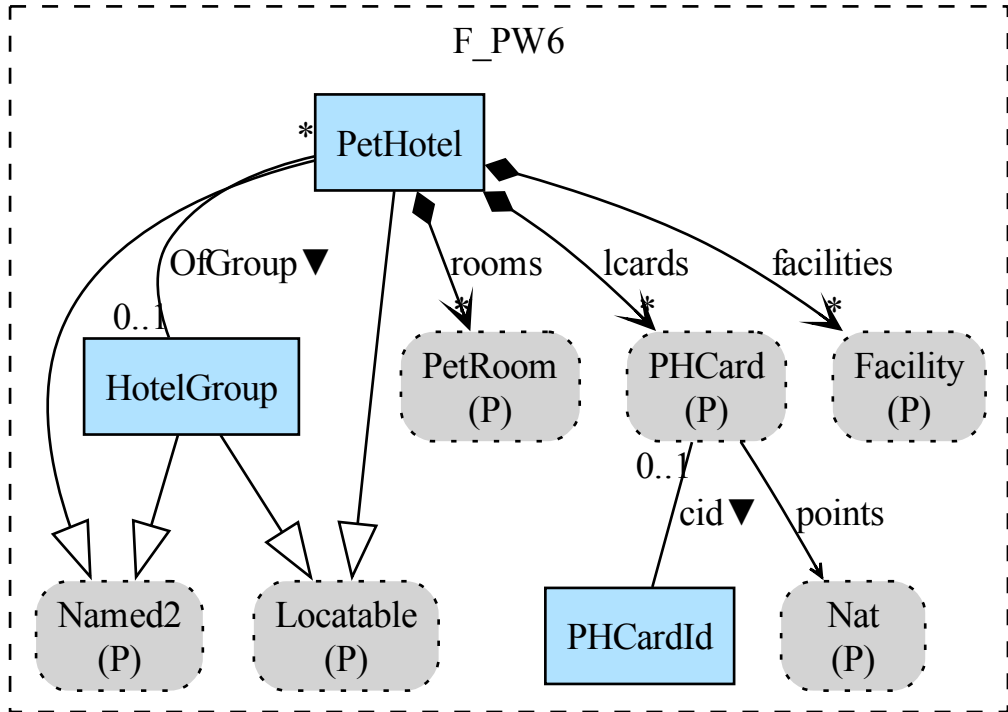 F_PW6
*
PetHotel
OfGroup▼
rooms
lcards
facilities
0..1
*
*
*
HotelGroup
PetRoom
(P)
PHCard
(P)
Facility
(P)
0..1
cid▼
points
Named2
(P)
Locatable
(P)
PHCardId
Nat
(P)